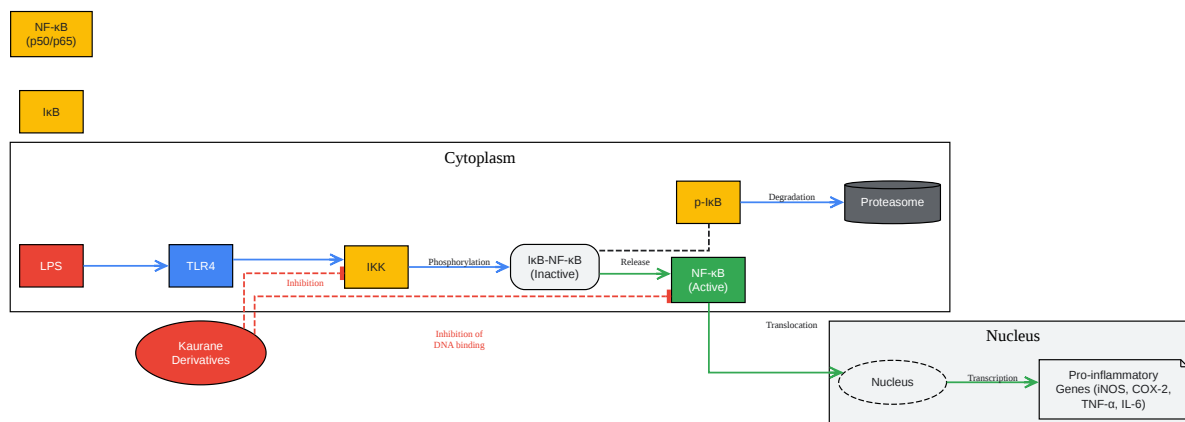 NF-κB
(p50/p65)
IκB
Cytoplasm
p-IκB
Degradation
Proteasome
LPS
TLR4
IKK
Phosphorylation
IκB-NF-κB
(Inactive)
Release
NF-κB
(Active)
Inhibition
Kaurane
Derivatives
Inhibition of
DNA binding
Translocation
Nucleus
Nucleus
Transcription
Pro-inflammatory
Genes (iNOS, COX-2,
TNF-α, IL-6)